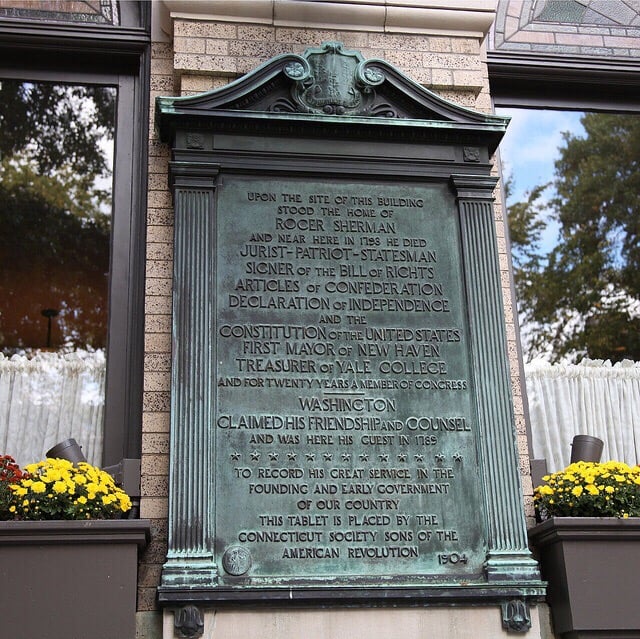 UPON THE SITE OF THIS BUILDING
STOOD THE HOME OF
ROGER SHERMAN
AND NEAR HERE IN 1793 HE DIED
JURIST-PATRIOT-STATESMAN
SIGNER OF THE BILL OF RIGHTS
ARTICLES OF CONFEDERATION
DECLARATION OF INDEPENDENCE
AND THE
CONSTITUTION OF THE UNITED STATES
FIRST MAYOR OF NEW HAVEN
TREASURER OF YALE COLLEGE
AND FOR TWENTY YEARS A MEMBER OF CONGRESS
WASHINGTON
CLAIMED HIS FRIENDSHIP AND COUNSEL
AND WAS HERE HIS GUEST IN 1789
TO RECORD HIS GREAT SERVICE IN THE
FOUNDING AND EARLY GOVERNMENT
OF OUR COUNTRY
THIS TABLET IS PLACED BY THE
CONNECTICUT SOCIETY SONS OF THE
AMERICAN REVOLUTION 1904